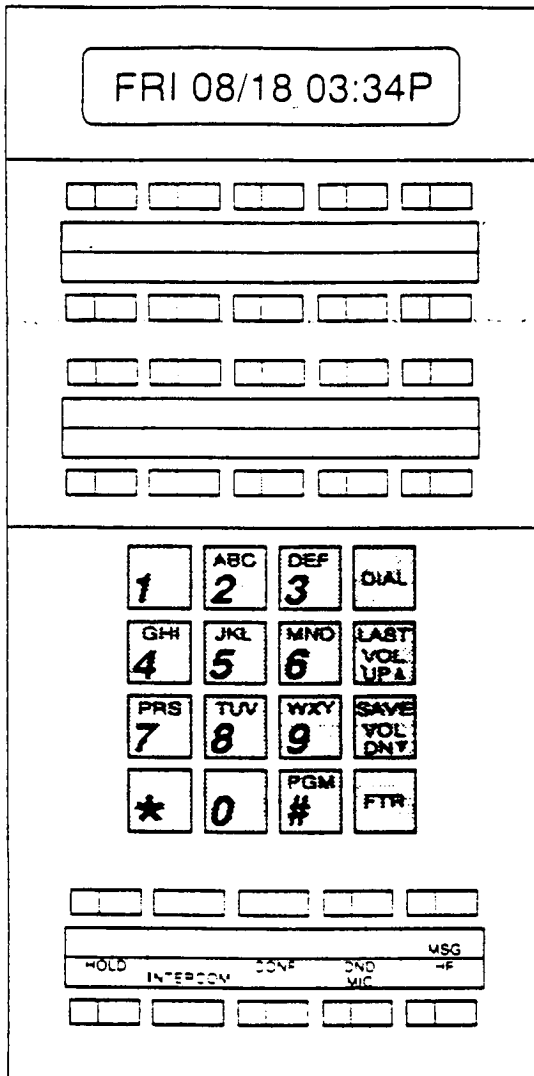 FRI 08/18 03:34P
1
ABC
2
DEF
3
DIAL
GHI
4
JKL
5
MNO
6
LAST
VOL
UP▲
PRS
7
TUV
8
WXY
9
SAVE
VOL
DN▼
*
0
PGM
#
FTR
MSG
HOLD
INTERCOM
CONF
DND
MIC
HF